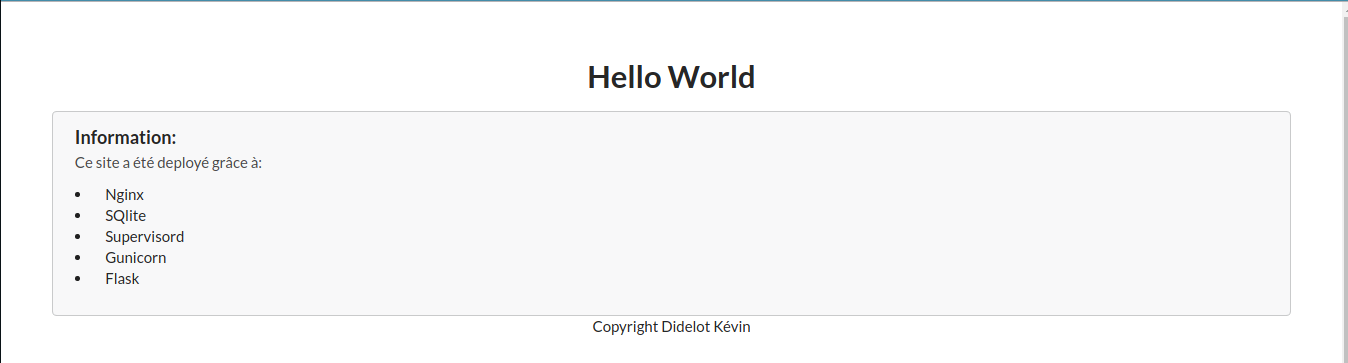 Hello World
Information:
Ce site a été deployé grâce à:
• Nginx
• SQlite
• Supervisord
• Gunicorn
• Flask
Copyright Didelot Kévin